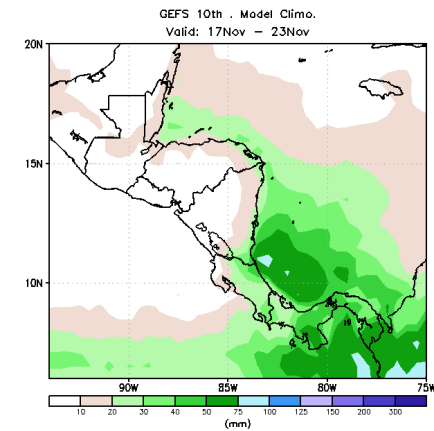 GEFS 10th . Model Climo.
Valid: 17Nov - 23Nov
20N
15N
10N
90W 85W 80W 75W
10 20 30 40 50 75 100 125 150 200 300
(mm)